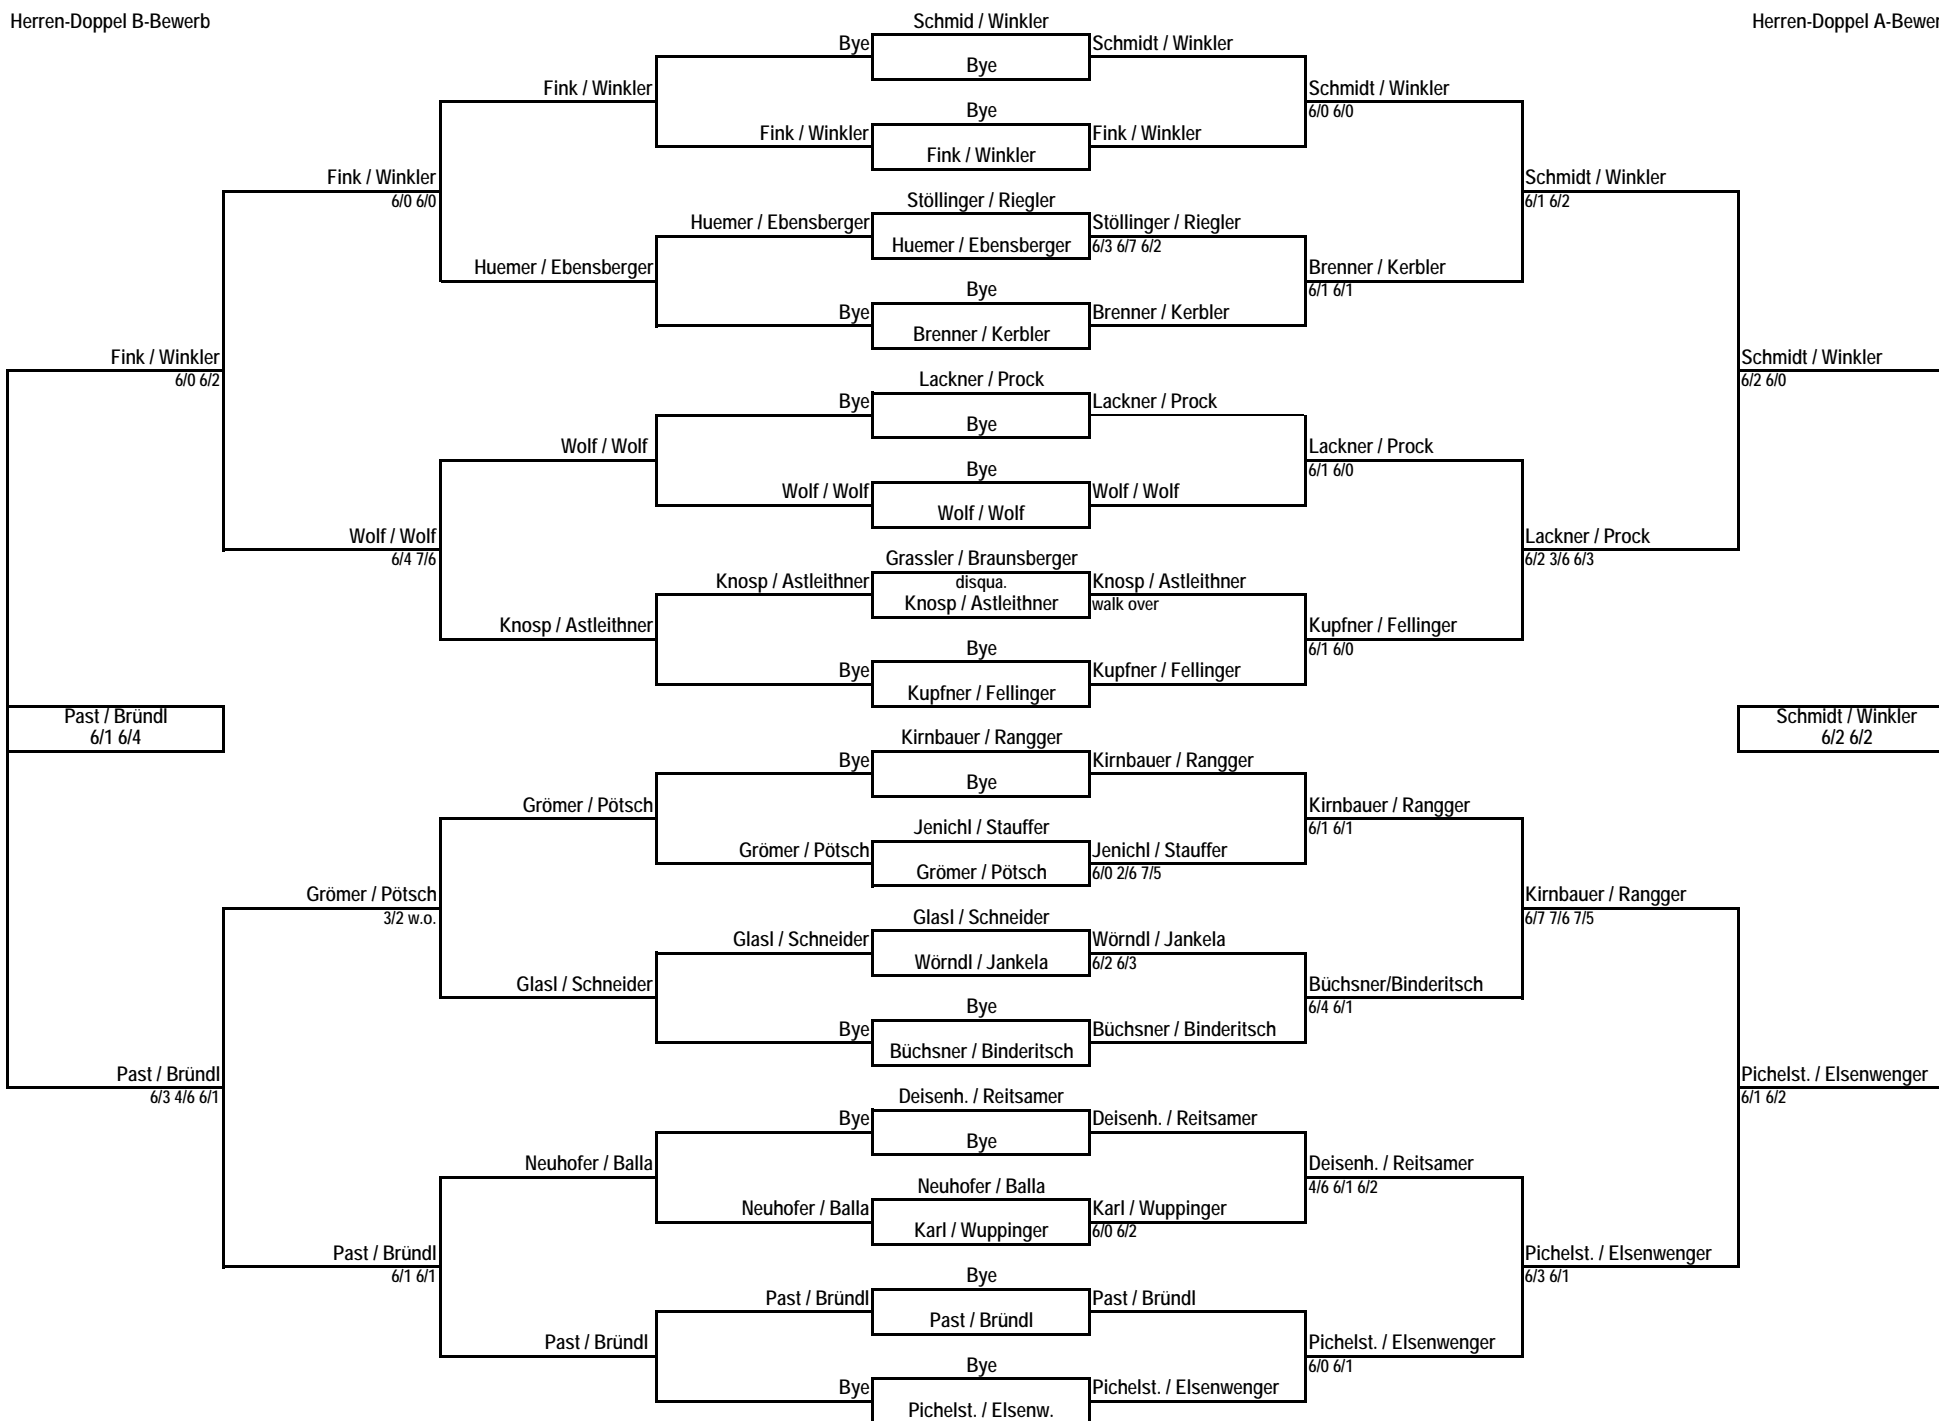 Herren-Doppel B-Bewerb
Schmid / Winkler
Herren-Doppel A-Bewer
Bye
Schmidt / Winkler
Bye
Fink / Winkler
Schmidt / Winkler
6/0 6/0
Bye
Fink / Winkler
Fink / Winkler
Fink / Winkler
Fink / Winkler
6/0 6/0
Schmidt / Winkler
6/1 6/2
Stöllinger / Riegler
Huemer / Ebensberger
Stöllinger / Riegler
Huemer / Ebensberger
6/3 6/7 6/2
Huemer / Ebensberger
Brenner / Kerbler
6/1 6/1
Bye
Bye
Brenner / Kerbler
Brenner / Kerbler
Fink / Winkler
6/0 6/2
Schmidt / Winkler
6/2 6/0
Lackner / Prock
Bye
Lackner / Prock
Bye
Wolf / Wolf
Lackner / Prock
6/1 6/0
Bye
Wolf / Wolf
Wolf / Wolf
Wolf / Wolf
Wolf / Wolf
6/4 7/6
Lackner / Prock
6/2 3/6 6/3
Grassler / Braunsberger
Knosp / Astleithner
disqua.
Knosp / Astleithner
Knosp / Astleithner
walk over
Knosp / Astleithner
Kupfner / Fellinger
6/1 6/0
Bye
Bye
Kupfner / Fellinger
Kupfner / Fellinger
Past / Bründl
6/1 6/4
Schmidt / Winkler
6/2 6/2
Kirnbauer / Rangger
Bye
Kirnbauer / Rangger
Bye
Grömer / Pötsch
Kirnbauer / Rangger
6/1 6/1
Jenichl / Stauffer
Grömer / Pötsch
Jenichl / Stauffer
Grömer / Pötsch
6/0 2/6 7/5
Grömer / Pötsch
3/2 w.o.
Kirnbauer / Rangger
6/7 7/6 7/5
Glasl / Schneider
Glasl / Schneider
Wörndl / Jankela
Wörndl / Jankela
6/2 6/3
Glasl / Schneider
Büchsner/Binderitsch
6/4 6/1
Bye
Bye
Büchsner / Binderitsch
Büchsner / Binderitsch
Past / Bründl
6/3 4/6 6/1
Pichelst. / Elsenwenger
6/1 6/2
Deisenh. / Reitsamer
Bye
Deisenh. / Reitsamer
Bye
Neuhofer / Balla
Deisenh. / Reitsamer
4/6 6/1 6/2
Neuhofer / Balla
Neuhofer / Balla
Karl / Wuppinger
Karl / Wuppinger
6/0 6/2
Past / Bründl
6/1 6/1
Pichelst. / Elsenwenger
6/3 6/1
Bye
Past / Bründl
Past / Bründl
Past / Bründl
Past / Bründl
Pichelst. / Elsenwenger
6/0 6/1
Bye
Bye
Pichelst. / Elsenwenger
Pichelst. / Elsenw.